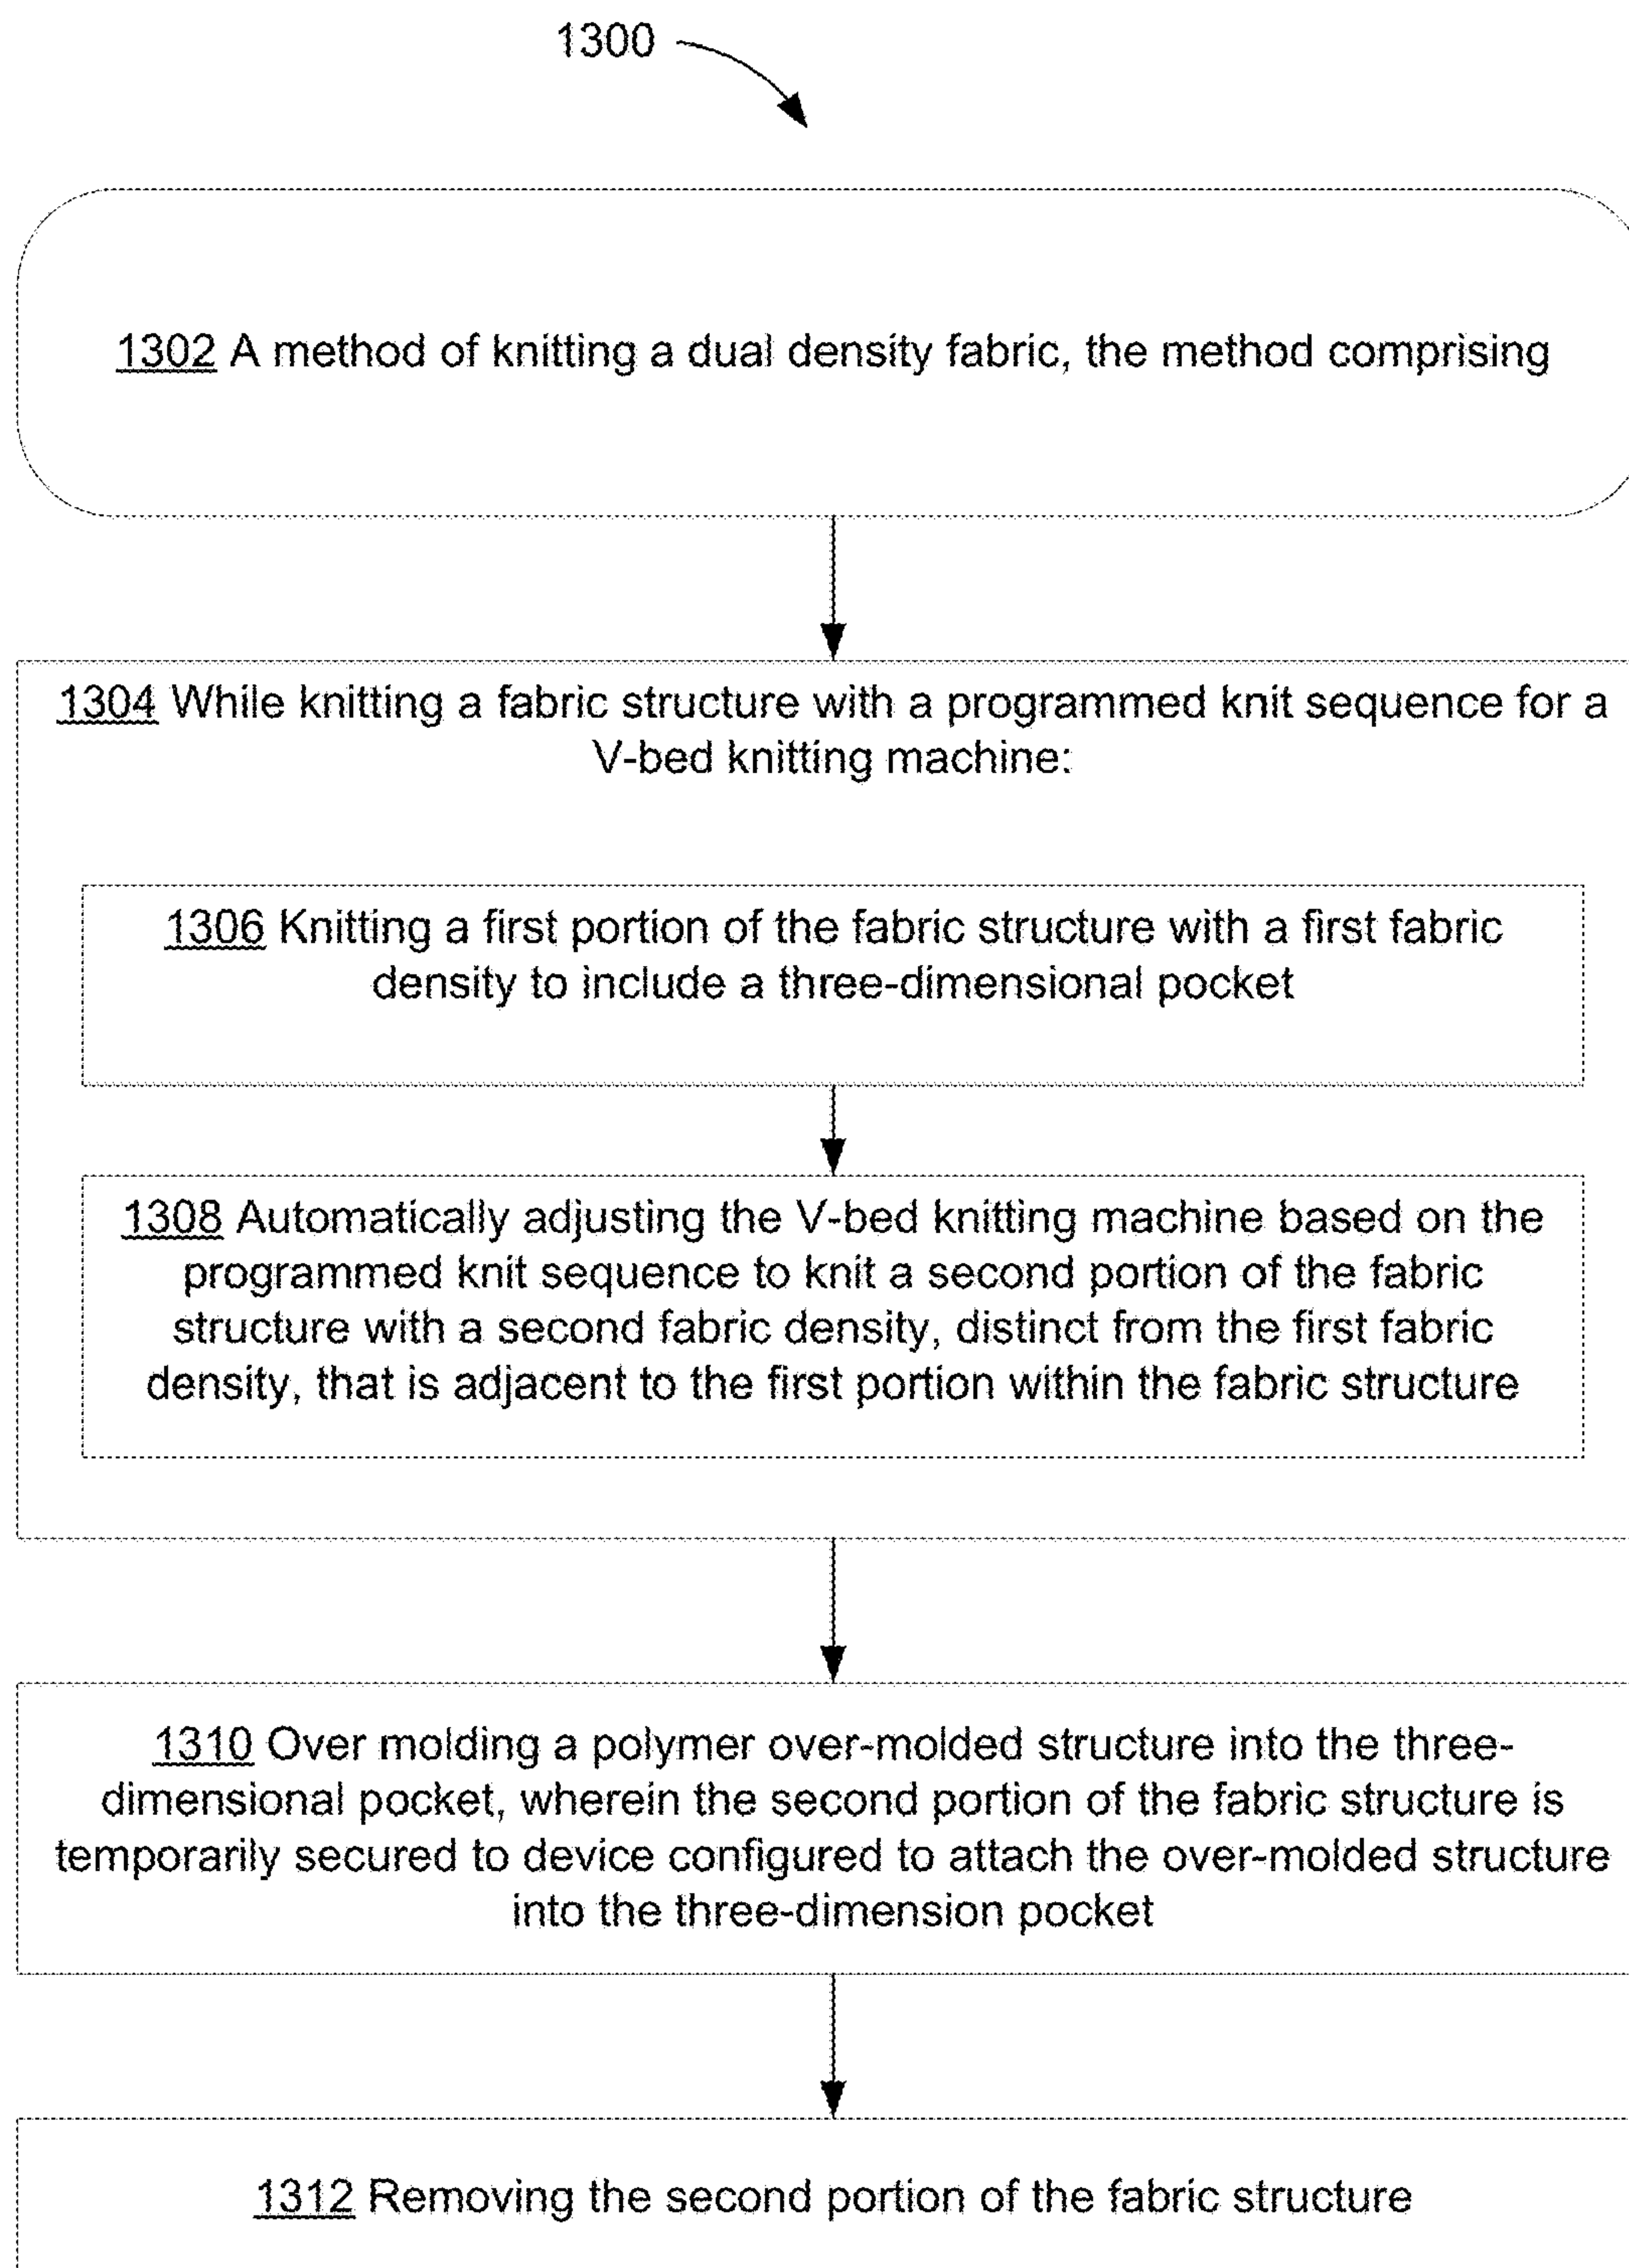 1300
1302 A method of knitting a dual density fabric, the method comprising
1304 While knitting a fabric structure with a programmed knit sequence for a
V-bed knitting machine:
1306 Knitting a first portion of the fabric structure with a first fabric
density to include a three-dimensional pocket
1308 Automatically adjusting the V-bed knitting machine based on the
programmed knit sequence to knit a second portion of the fabric
structure with a second fabric density, distinct from the first fabric
density, that is adjacent to the first portion within the fabric structure
1310 Over molding a polymer over-molded structure into the three-
dimensional pocket, wherein the second portion of the fabric structure is
temporarily secured to device configured to attach the over-molded structure
into the three-dimension pocket
1312 Removing the second portion of the fabric structure